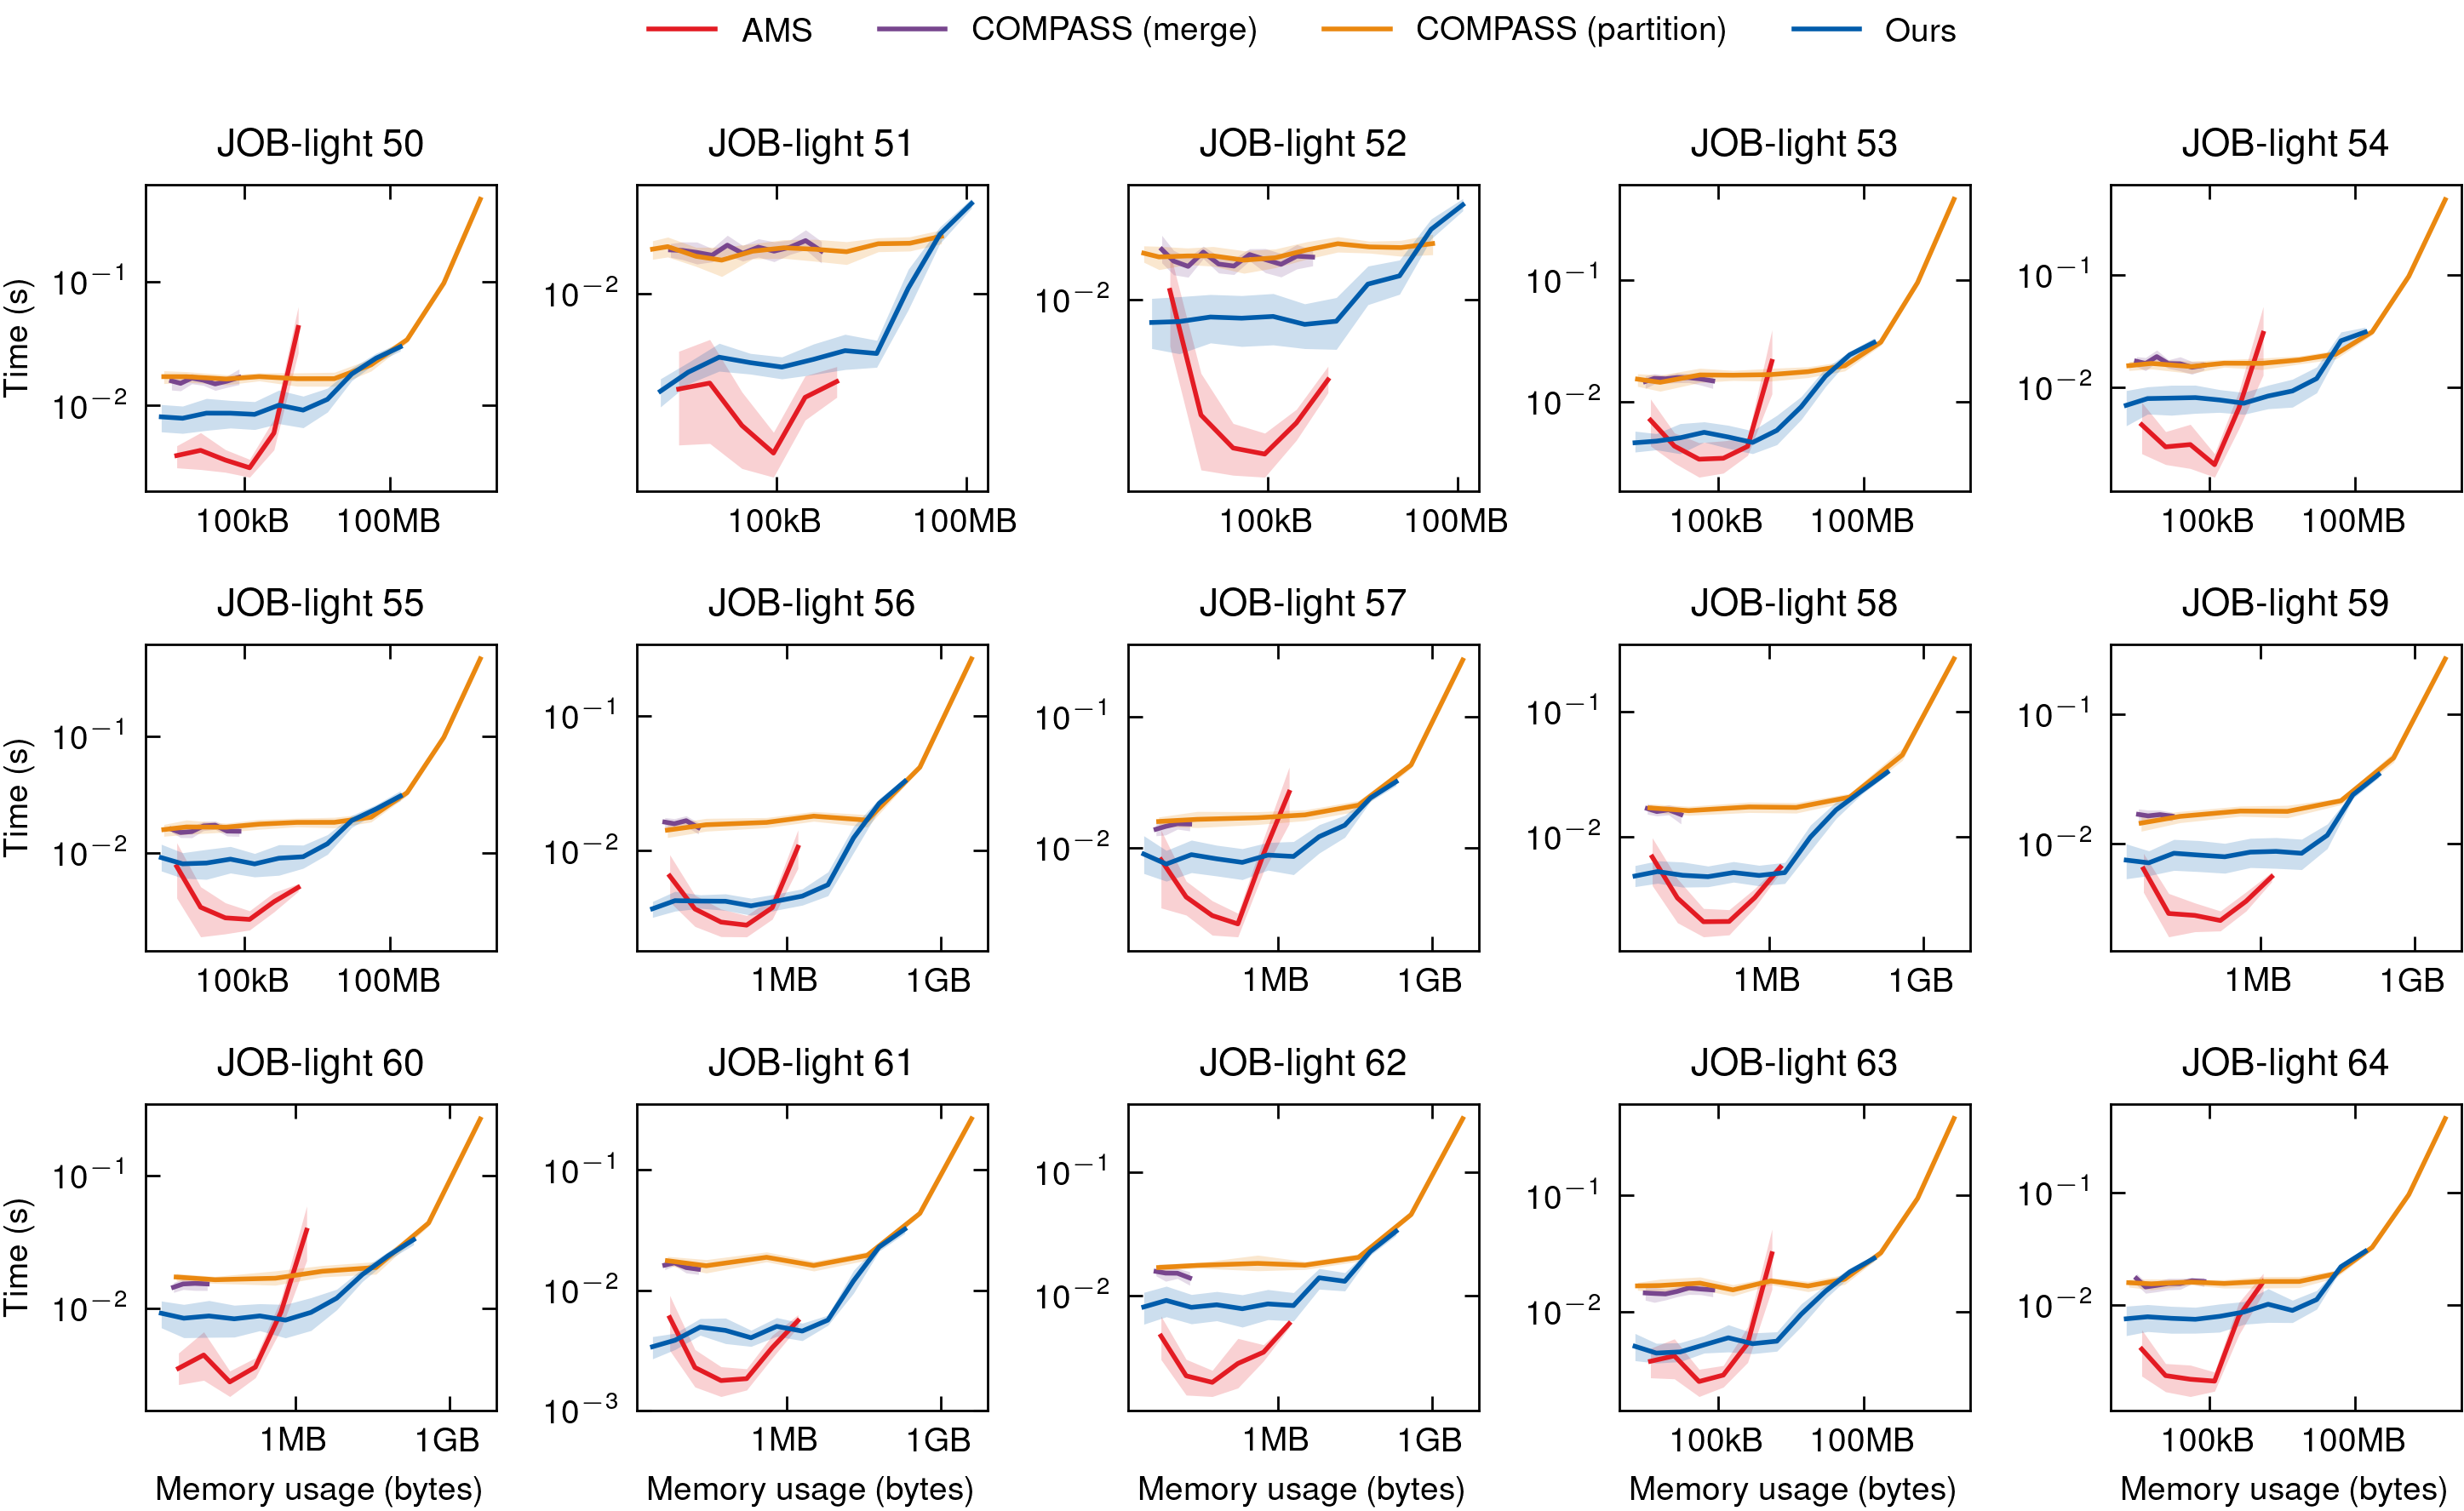 AMS COMPASS (merge) COMPASS (partition) Ours
JOB-light 50 JOB-light 51 JOB-light 52 JOB-light 53 JOB-light 54
Time (s)
10⁻¹ 10⁻²
10⁻²
10⁻²
10⁻¹ 10⁻²
10⁻¹ 10⁻²
100kB 100MB 100kB 100MB 100kB 100MB 100kB 100MB 100kB 100MB
JOB-light 55 JOB-light 56 JOB-light 57 JOB-light 58 JOB-light 59
Time (s)
10⁻¹ 10⁻²
10⁻¹ 10⁻²
10⁻¹ 10⁻²
10⁻¹ 10⁻²
10⁻¹ 10⁻²
100kB 100MB 1MB 1GB 1MB 1GB 1MB 1GB 1MB 1GB
JOB-light 60 JOB-light 61 JOB-light 62 JOB-light 63 JOB-light 64
Time (s)
10⁻¹ 10⁻²
10⁻¹ 10⁻² 10⁻³
10⁻¹ 10⁻²
10⁻¹ 10⁻²
10⁻¹ 10⁻²
1MB 1GB 1MB 1GB 1MB 1GB 100kB 100MB 100kB 100MB
Memory usage (bytes) Memory usage (bytes) Memory usage (bytes) Memory usage (bytes) Memory usage (bytes)